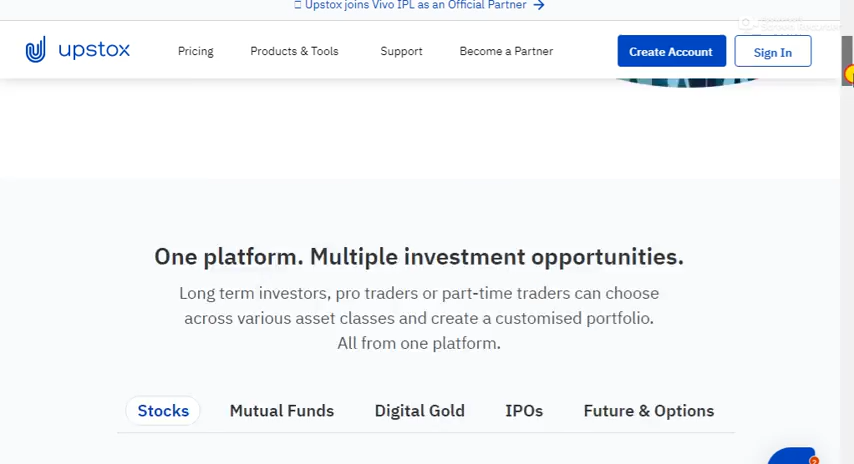 Upstox joins Vivo IPL as an Official Partner →
upstox
Pricing
Products & Tools
Support
Become a Partner
Create Account
Sign In
One platform. Multiple investment opportunities.
Long term investors, pro traders or part-time traders can choose
across various asset classes and create a customised portfolio.
All from one platform.
Stocks
Mutual Funds
Digital Gold
IPOs
Future & Options